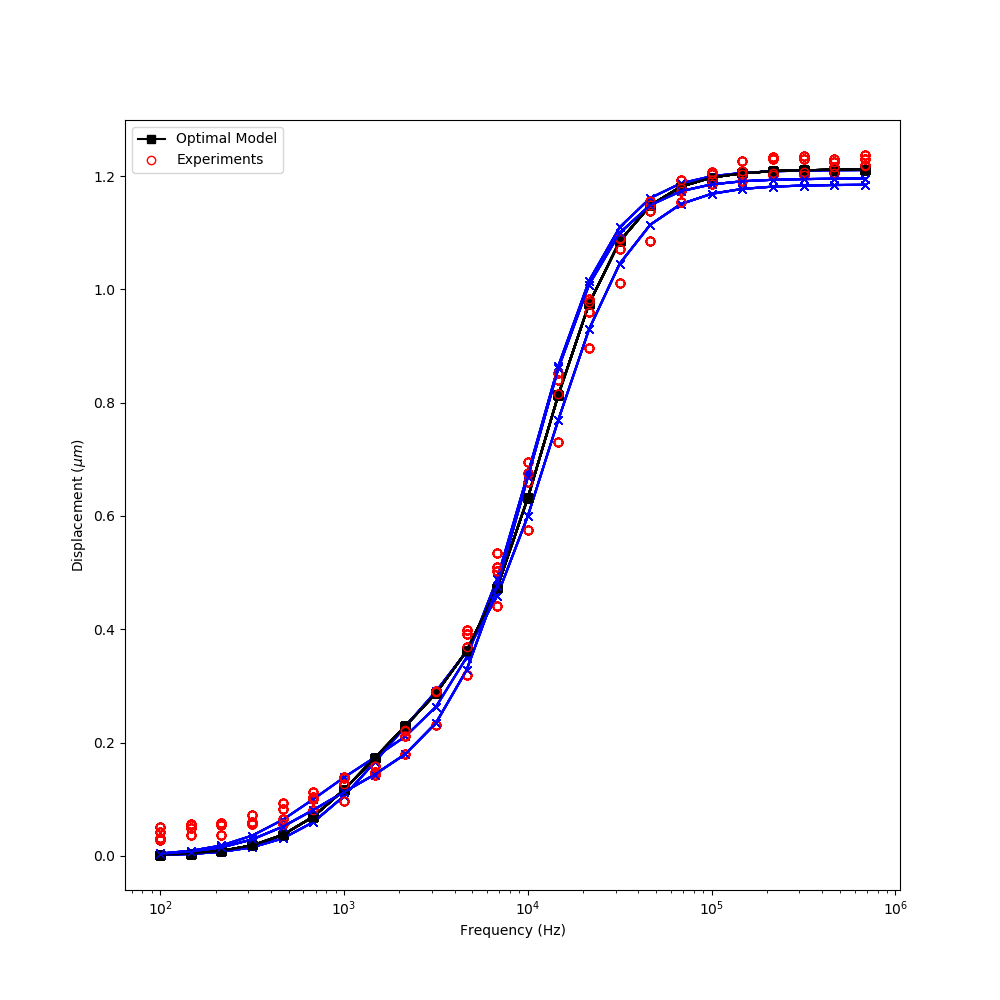 Optimal Model
Experiments
1.2
1.0
0.8
0.6
0.4
0.2
0.0
Displacement (μm)
10² 10³ 10⁴ 10⁵ 10⁶
Frequency (Hz)